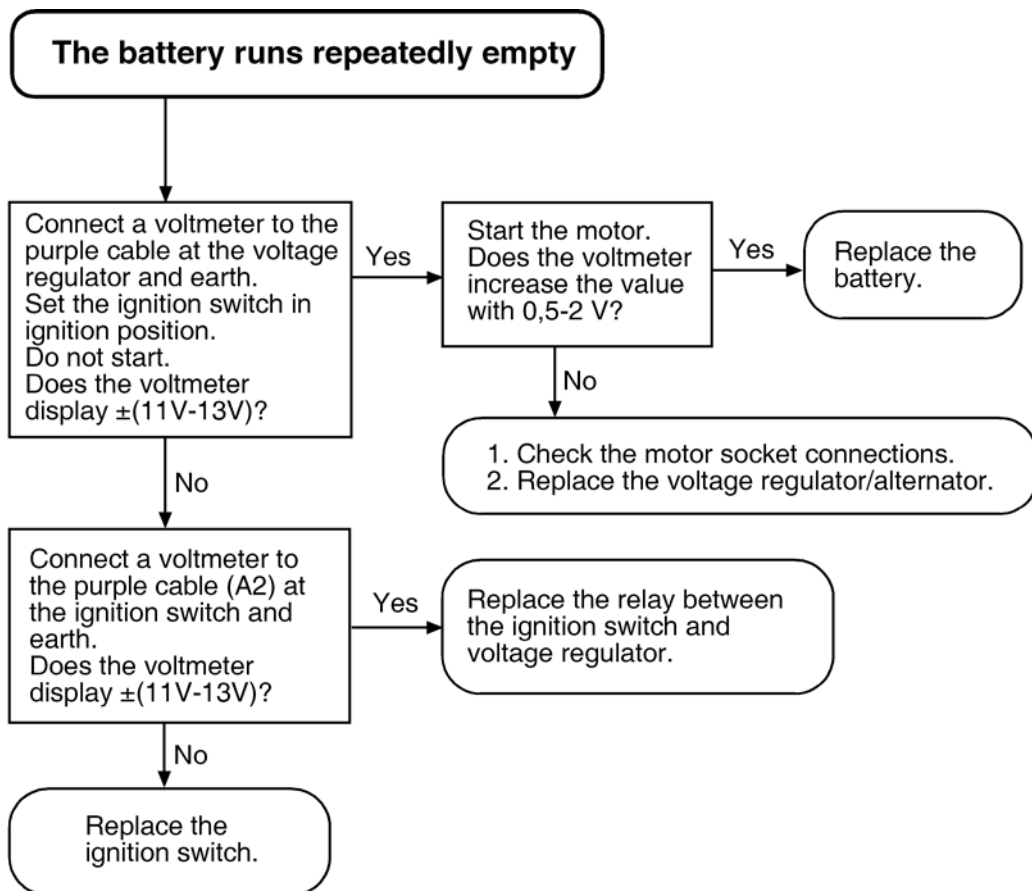 The battery runs repeatedly empty
Connect a voltmeter to the
purple cable at the voltage
regulator and earth.
Set the ignition switch in
ignition position.
Do not start.
Does the voltmeter
display ±(11V-13V)?
Yes
Start the motor.
Does the voltmeter
increase the value
with 0,5-2 V?
Yes
Replace the
battery.
No
1. Check the motor socket connections.
2. Replace the voltage regulator/alternator.
No
Connect a voltmeter to
the purple cable (A2) at
the ignition switch and
earth.
Does the voltmeter
display ±(11V-13V)?
Yes
Replace the relay between
the ignition switch and
voltage regulator.
No
Replace the
ignition switch.